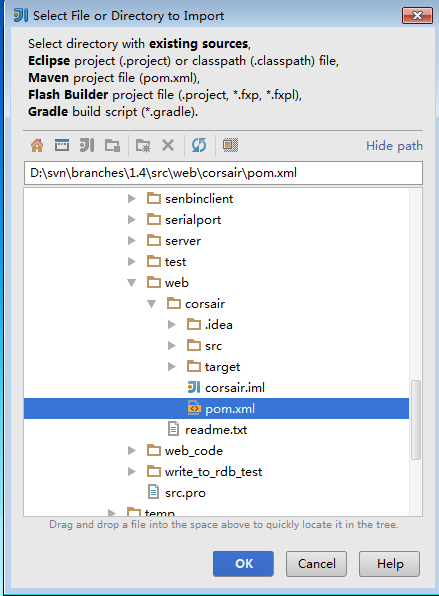 Select File or Directory to Import
Select directory with existing sources,
Eclipse project (.project) or classpath (.classpath) file,
Maven project file (pom.xml),
Flash Builder project file (.project, *.fxp, *.fxpl),
Gradle build script (*.gradle).
Hide path
D:\svn\branches\1.4\src\web\corsair\pom.xml
senbinclient
serialport
server
test
web
corsair
.idea
src
target
corsair.iml
pom.xml
readme.txt
web_code
write_to_rdb_test
src.pro
temp
Drag and drop a file into the space above to quickly locate it in the tree.
OK
Cancel
Help